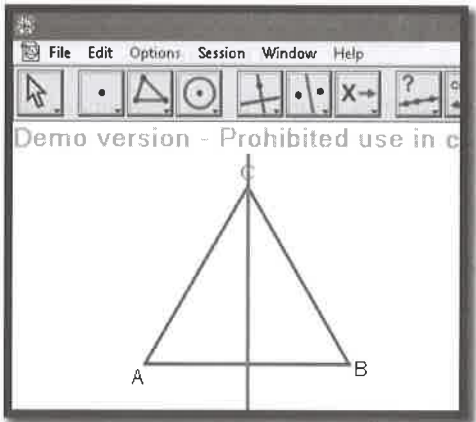 File Edit Options Session Window Help
? c
Demo version - Prohibited use in c
C
A B